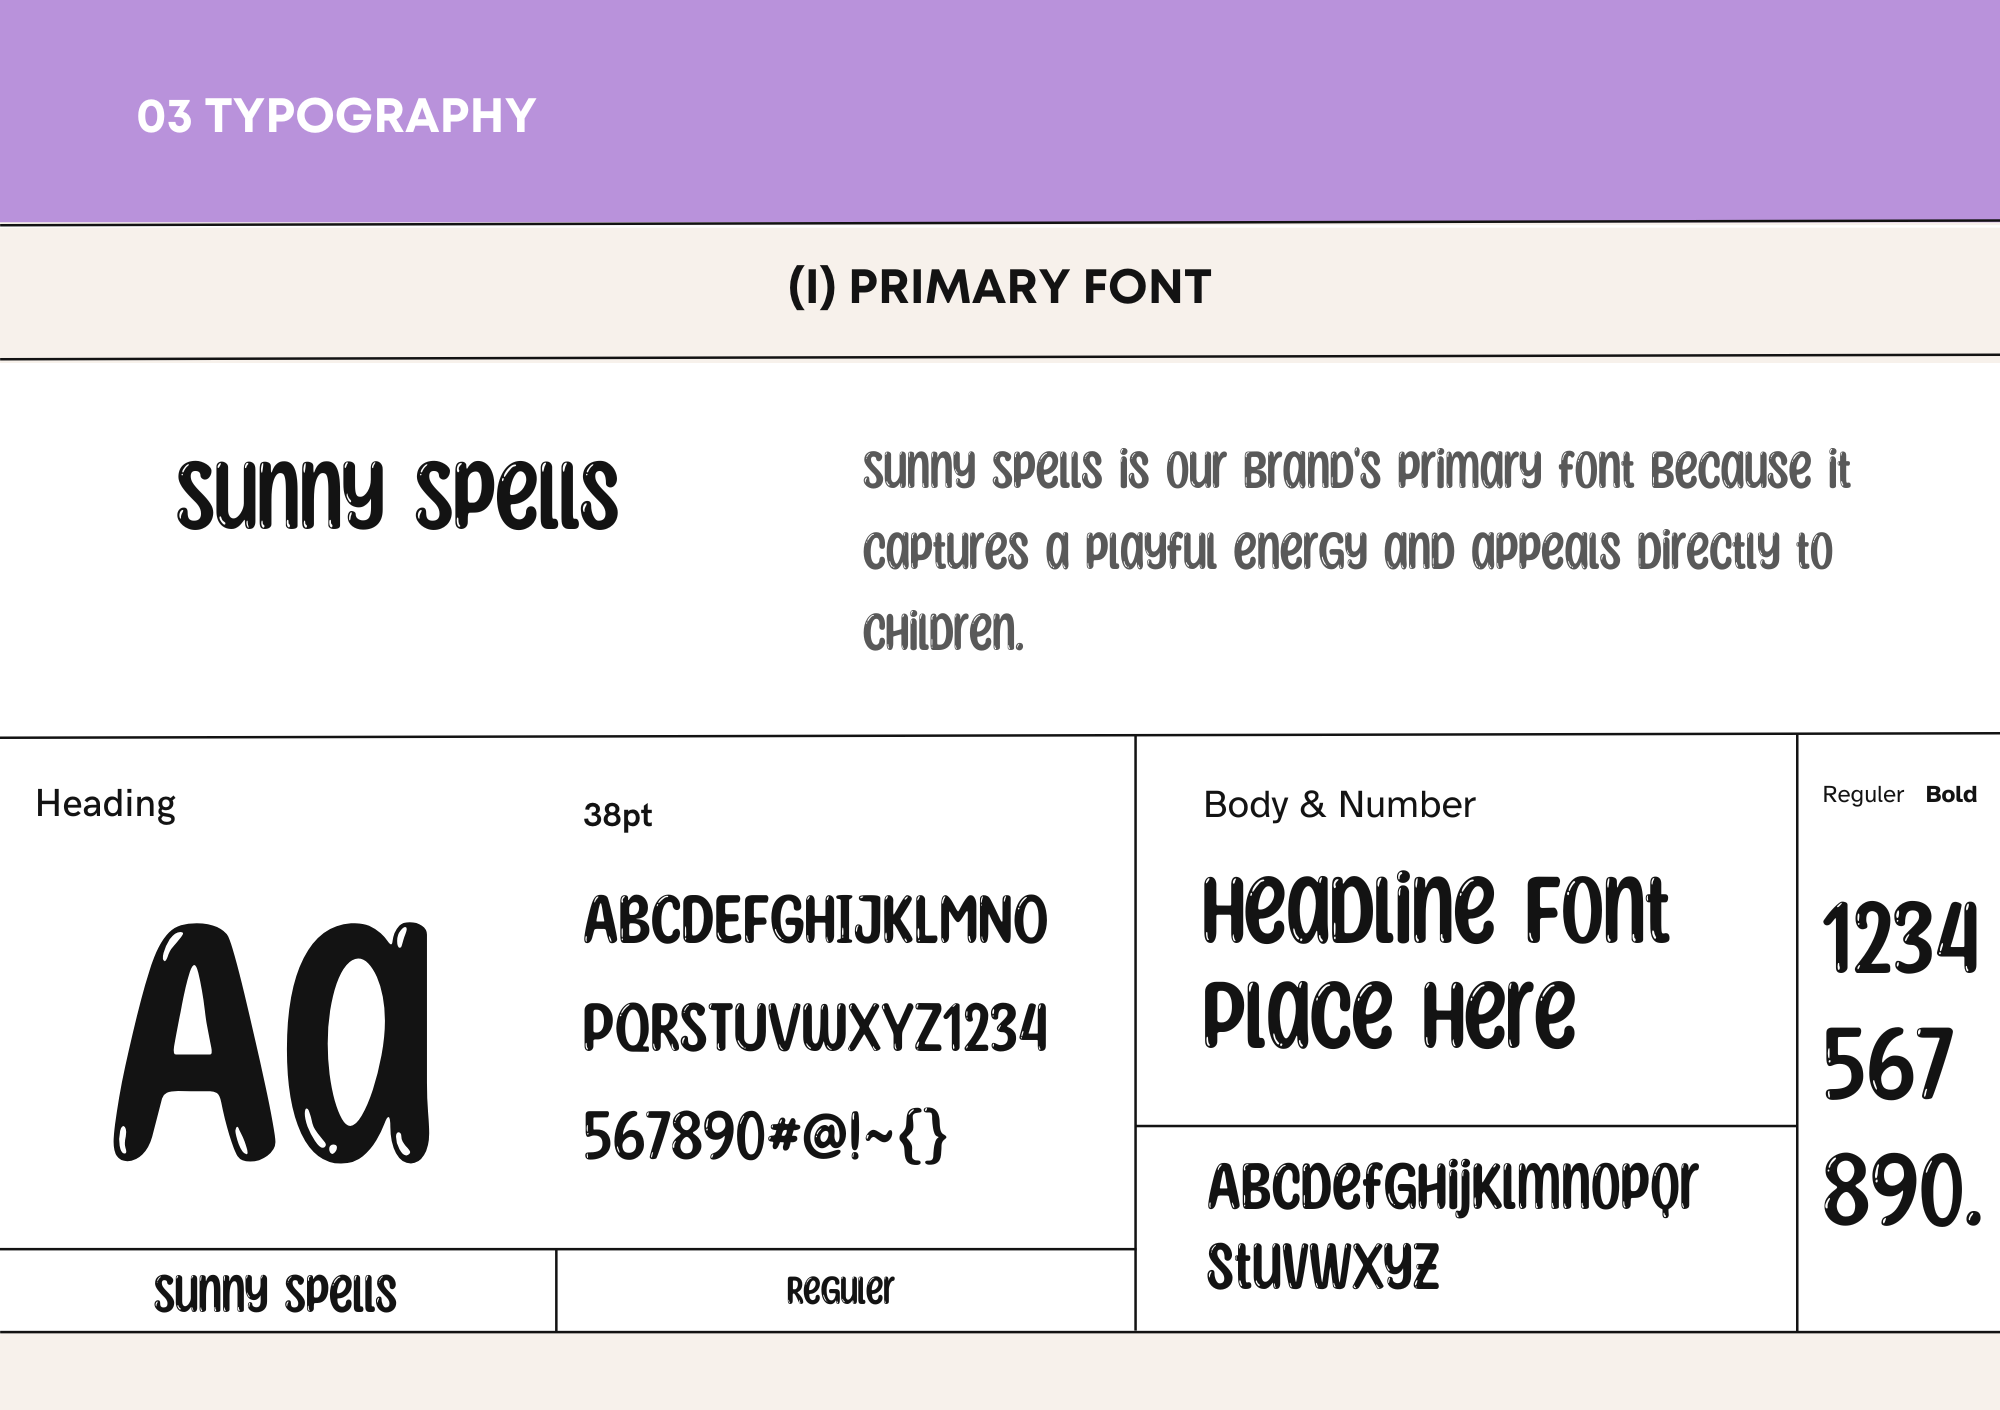 03 TYPOGRAPHY
(I) PRIMARY FONT
Sunny Spells
Sunny Spells is our brand's primary font because it
captures a playful energy and appeals directly to
children.
Heading
38pt
Aa
ABCDEFGHIJKLMNO
PQRSTUVWXYZ1234
567890#@!~{}
Sunny Spells
Reguler
Body & Number
Headline Font
Place Here
abcdefghijklmnopqr
stuvwxyz
Reguler Bold
1234
567
890.